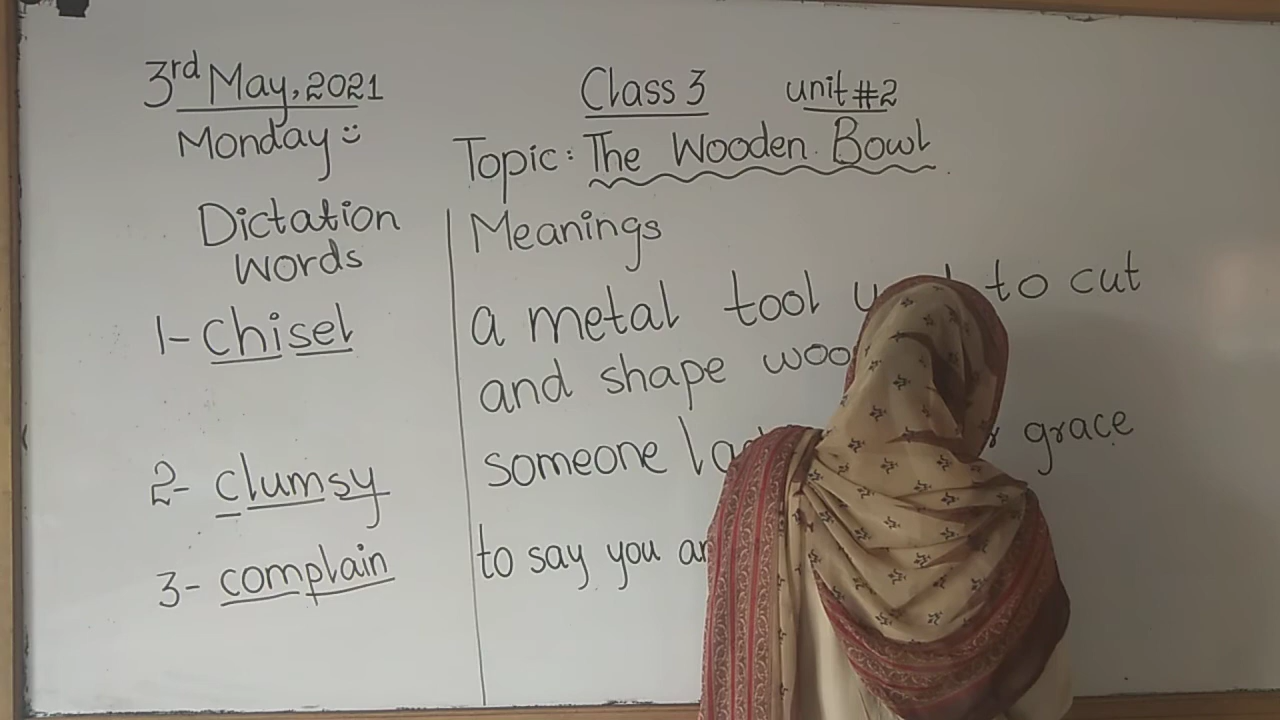 3rd May, 2021
Monday
Class 3 unit #2
Topic: The Wooden Bowl
Dictation words
Meanings
1- chisel
a metal tool to cut
and shape
2- clumsy
someone grace
3- complain
to say you